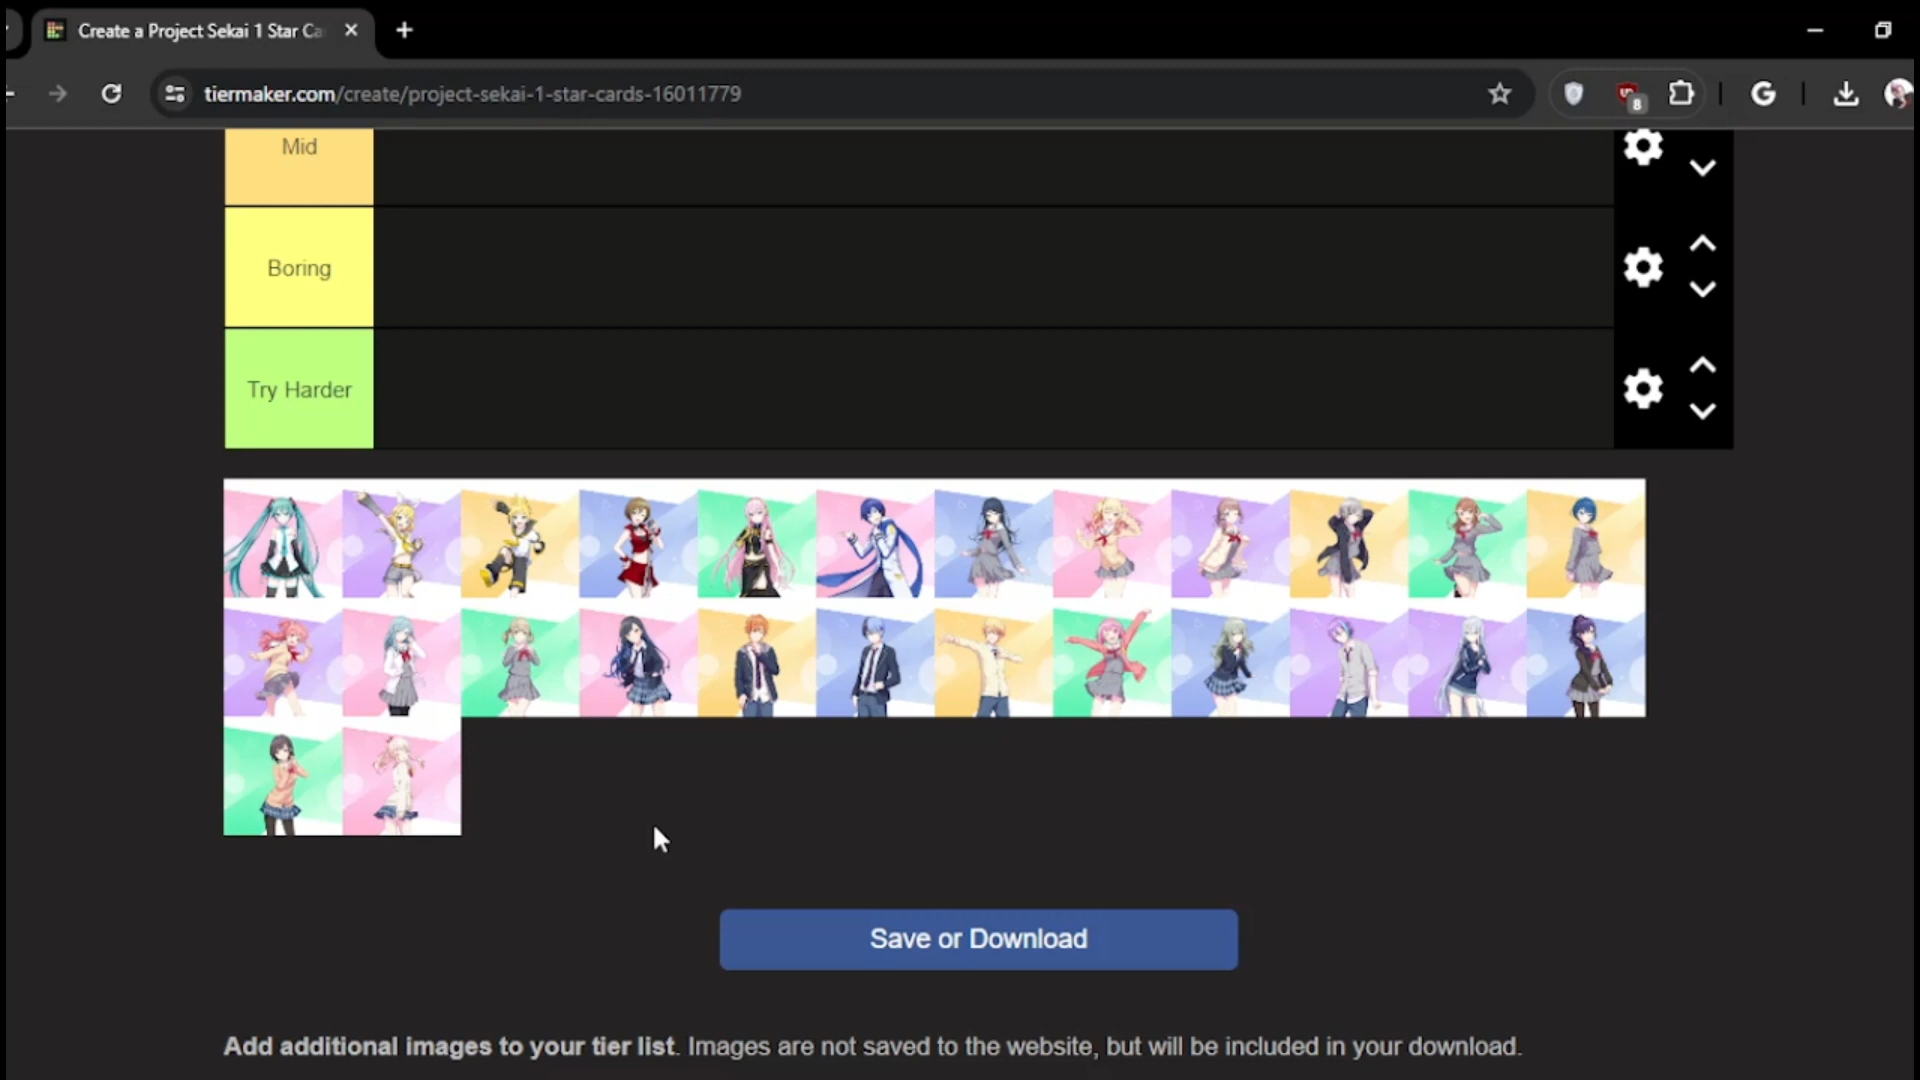 Create a Project Sekai 1 Star Ca
tiermaker.com/create/project-sekai-1-star-cards-16011779
8
G
Mid
Boring
Try Harder
Save or Download
Add additional images to your tier list. Images are not saved to the website, but will be included in your download.